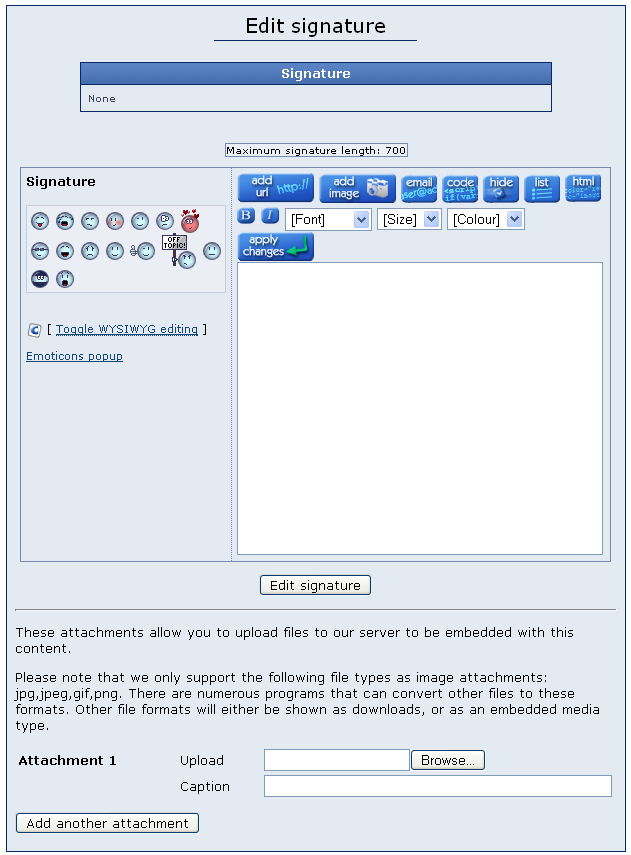 Edit signature
Signature
None
Maximum signature length: 700
Signature
add url http://
add image
email
code
hide
list
html
B I [Font] [Size] [Colour]
apply changes
OFF TOPIC!
[ Toggle WYSIWYG editing ]
Emoticons popup
Edit signature
These attachments allow you to upload files to our server to be embedded with this
content.
Please note that we only support the following file types as image attachments:
jpg,jpeg,gif,png. There are numerous programs that can convert other files to these
formats. Other file formats will either be shown as downloads, or as an embedded media
type.
Attachment 1 Upload Browse...
Caption
Add another attachment